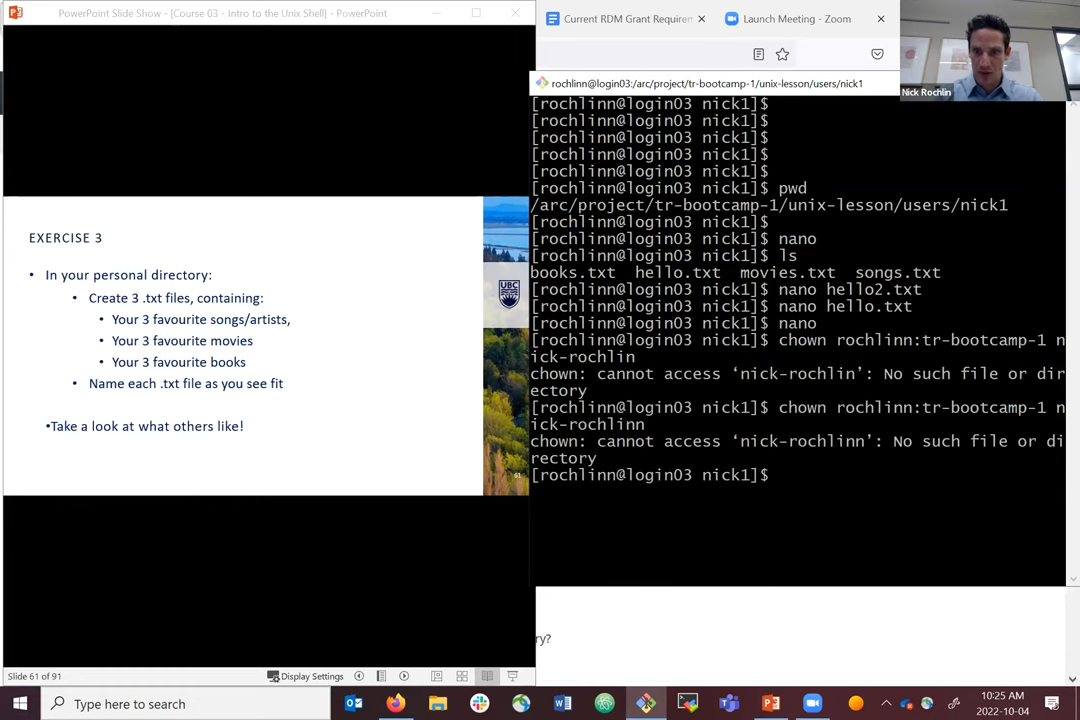 PowerPoint Slide Show - [Course 03 - Intro to the Unix Shell] - PowerPoint
Current RDM Grant Requirem
Launch Meeting - Zoom
Nick Rochlin
rochlinn@login03:/arc/project/tr-bootcamp-1/unix-lesson/users/nick1
[rochlinn@login03 nick1]$
[rochlinn@login03 nick1]$
[rochlinn@login03 nick1]$
[rochlinn@login03 nick1]$
[rochlinn@login03 nick1]$
[rochlinn@login03 nick1]$ pwd
/arc/project/tr-bootcamp-1/unix-lesson/users/nick1
[rochlinn@login03 nick1]$
[rochlinn@login03 nick1]$ nano
[rochlinn@login03 nick1]$ ls
books.txt hello.txt movies.txt songs.txt
[rochlinn@login03 nick1]$ nano hello2.txt
[rochlinn@login03 nick1]$ nano hello.txt
[rochlinn@login03 nick1]$ nano
[rochlinn@login03 nick1]$ chown rochlinn:tr-bootcamp-1 n
ick-rochlin
chown: cannot access ‘nick-rochlin’: No such file or dir
ectory
[rochlinn@login03 nick1]$ chown rochlinn:tr-bootcamp-1 n
ick-rochlinn
chown: cannot access ‘nick-rochlinn’: No such file or di
rectory
[rochlinn@login03 nick1]$
EXERCISE 3
• In your personal directory:
• Create 3 .txt files, containing:
• Your 3 favourite songs/artists,
• Your 3 favourite movies
• Your 3 favourite books
• Name each .txt file as you see fit
•Take a look at what others like!
UBC
61
ry?
Slide 61 of 91
Display Settings
Type here to search
10:25 AM
2022-10-04